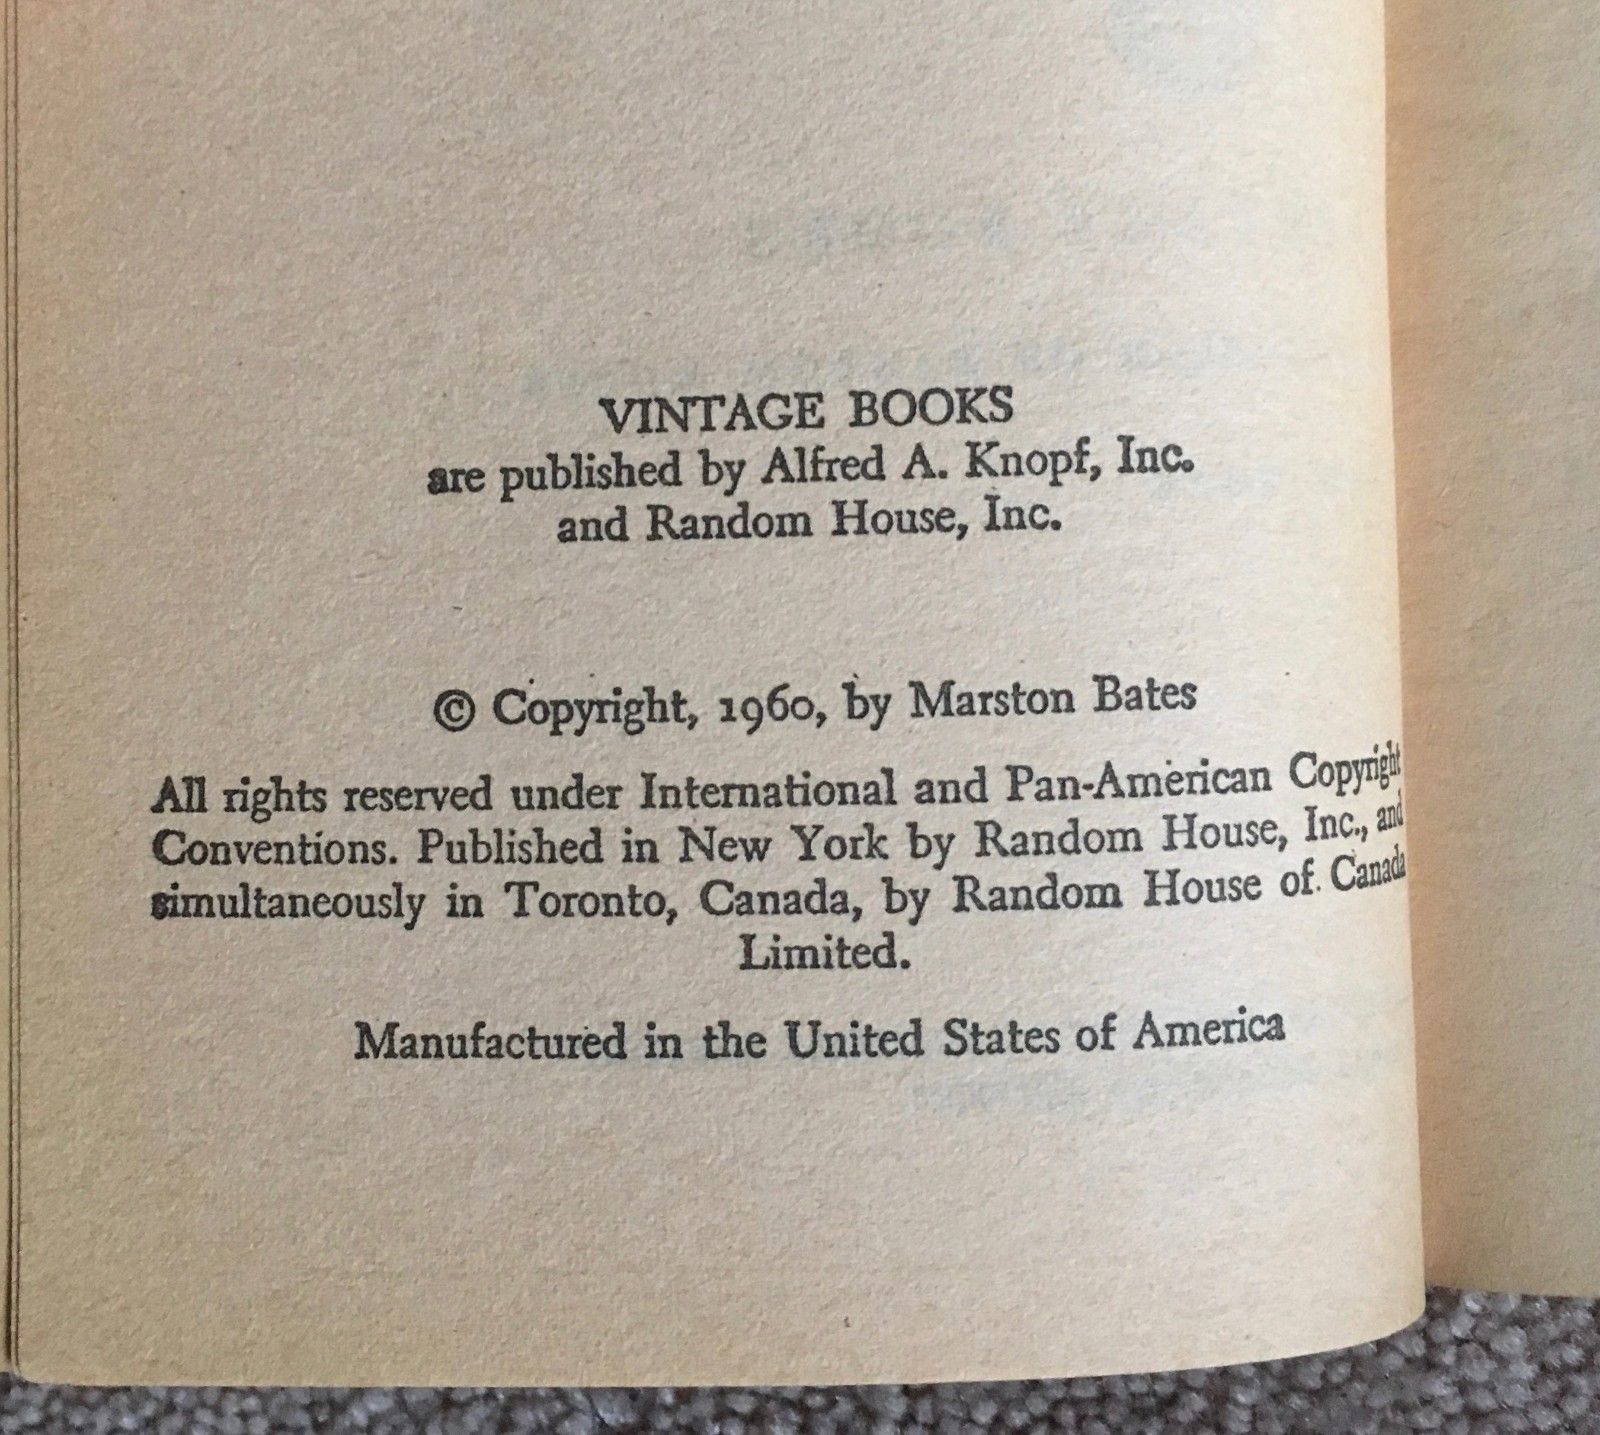 VINTAGE BOOKS
are published by Alfred A. Knopf, Inc.
and Random House, Inc.
© Copyright, 1960, by Marston Bates
All rights reserved under International and Pan-American Copyright
Conventions. Published in New York by Random House, Inc., and
simultaneously in Toronto, Canada, by Random House of Canada
Limited.
Manufactured in the United States of America